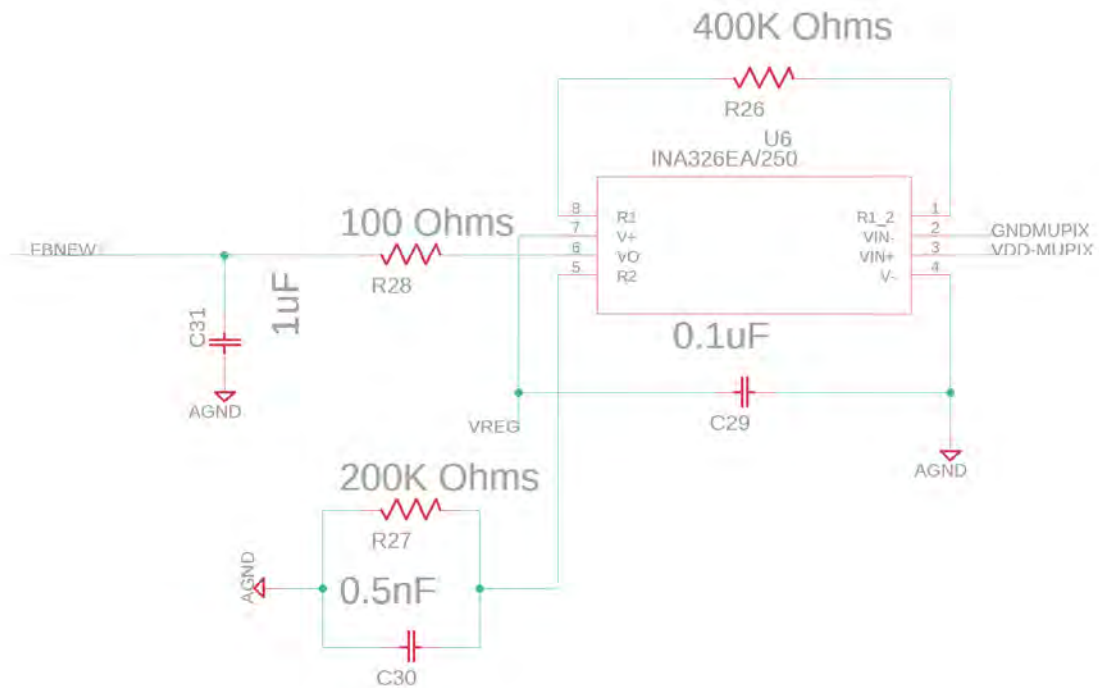 400K Ohms
R26
U6
INA326EA/250
8 R1 R1_2 1
7 V+ VIN- 2 GNDMUPIX
6 VO VIN+ 3 VDD-MUPIX
5 R2 V- 4
100 Ohms
FBNEW
R28
C31
1uF
AGND
0.1uF
C29
VREG
AGND
200K Ohms
R27
AGND
0.5nF
C30